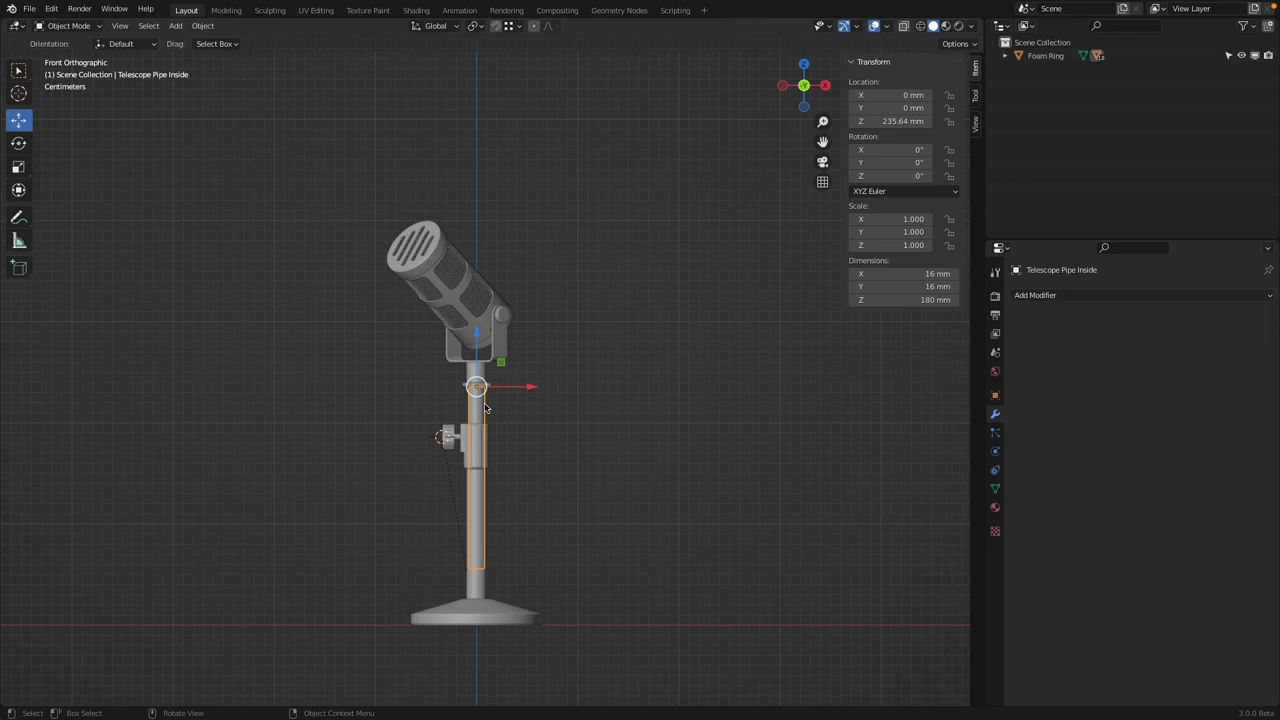 File Edit Render Window Help Layout Modeling Sculpting UV Editing Texture Paint Shading Animation Rendering Compositing Geometry Nodes Scripting + Scene View Layer
Object Mode View Select Add Object Global
Orientation: Default Drag: Select Box Options
Front Orthographic
(1) Scene Collection | Telescope Pipe Inside
Centimeters
Z
X
Y
Transform
Location:
X 0 mm
Y 0 mm
Z 235.64 mm
Rotation:
X 0°
Y 0°
Z 0°
XYZ Euler
Scale:
X 1.000
Y 1.000
Z 1.000
Dimensions:
X 16 mm
Y 16 mm
Z 180 mm
Item
Tool
View
Scene Collection
Foam Ring
18
Telescope Pipe Inside
Add Modifier
Select Box Select Rotate View Object Context Menu 3.0.0 Beta